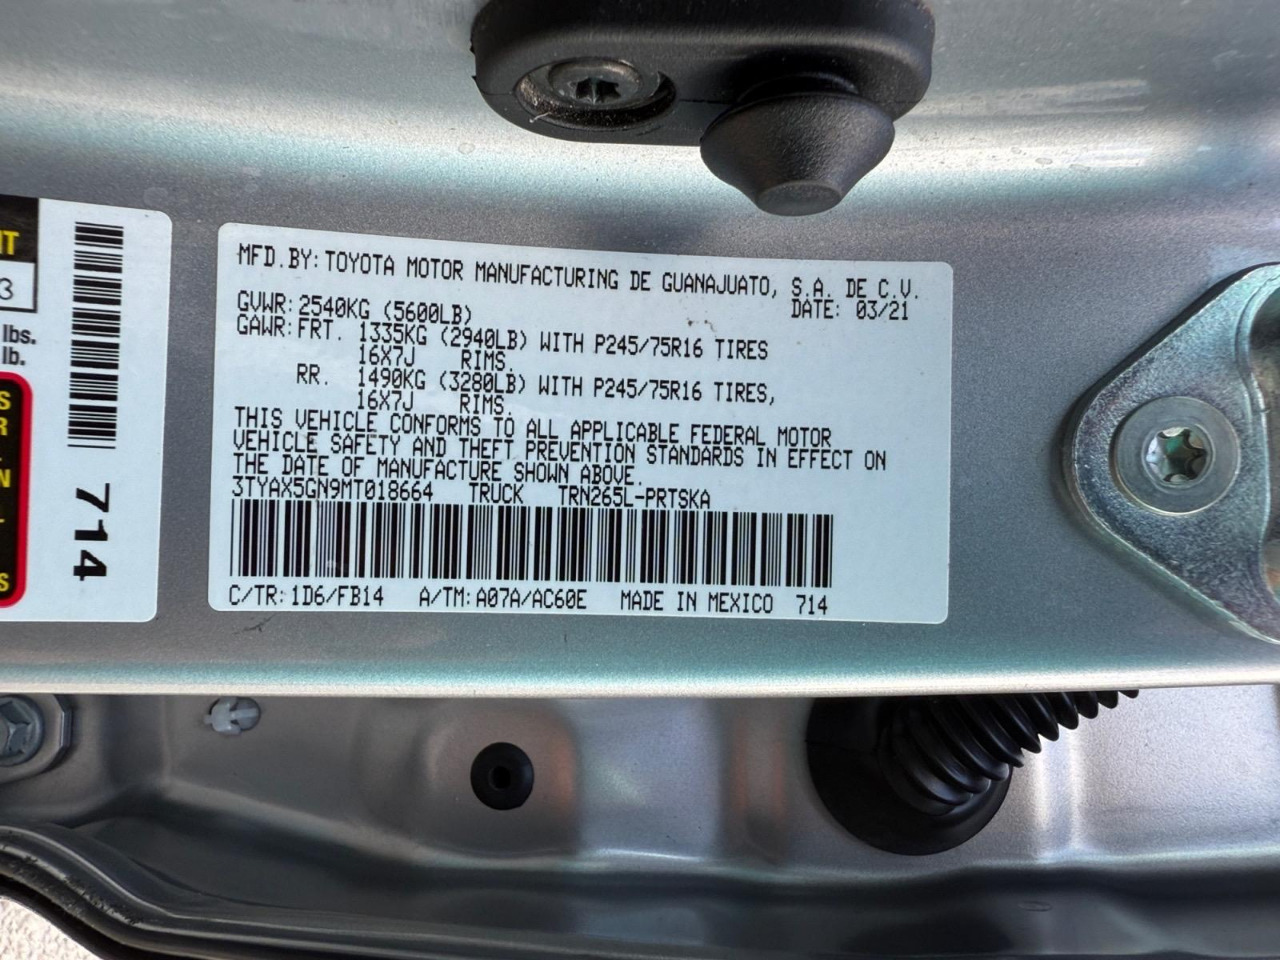 MFD. BY: TOYOTA MOTOR MANUFACTURING DE GUANAJUATO, S.A. DE C.V.
GVWR: 2540KG (5600LB) DATE: 03/21
GAWR: FRT. 1335KG (2940LB) WITH P245/75R16 TIRES
16X7J RIMS.
RR. 1490KG (3280LB) WITH P245/75R16 TIRES,
16X7J RIMS.
THIS VEHICLE CONFORMS TO ALL APPLICABLE FEDERAL MOTOR
VEHICLE SAFETY AND THEFT PREVENTION STANDARDS IN EFFECT ON
THE DATE OF MANUFACTURE SHOWN ABOVE.
3TYAX5GN9MT018664 TRUCK TRN265L-PRTSKA
C/TR: 1D6/FB14 A/TM: A07A/AC60E MADE IN MEXICO 714
3
lbs.
lb.
714